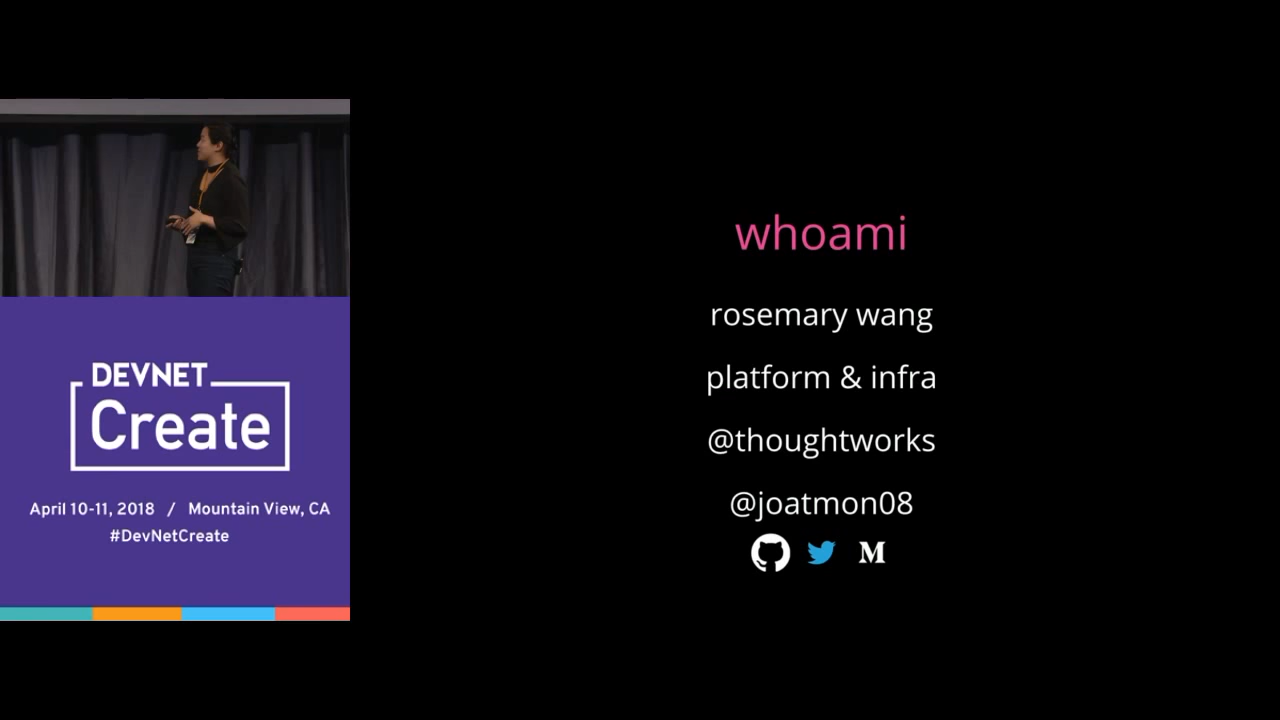 DEVNET
Create
April 10-11, 2018 / Mountain View, CA
#DevNetCreate
whoami
rosemary wang
platform & infra
@thoughtworks
@joatmon08
M